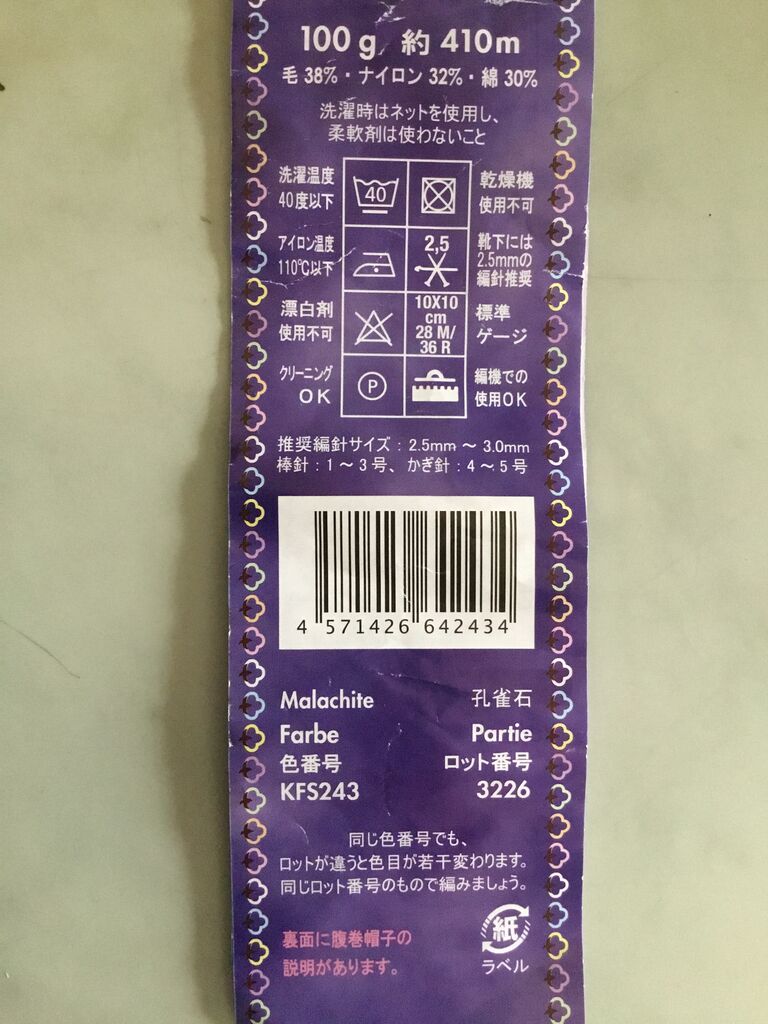 100g 約 410m
毛 38%・ナイロン 32%・綿 30%
洗濯時はネットを使用し、
柔軟剤は使わないこと
洗濯温度
40度以下
40
乾燥機
使用不可
アイロン温度
110℃以下
2,5
靴下には
2.5mmの
編針推奨
漂白剤
使用不可
10X10
cm
28 M/
36 R
標準
ゲージ
クリーニング
OK
P
編機での
使用OK
推奨編針サイズ：2.5mm ～ 3.0mm
棒針：1～3号、かぎ針：4～5号
4 571426 642434
Malachite 孔雀石
Farbe Partie
色番号 ロット番号
KFS243 3226
同じ色番号でも、
ロットが違うと色目が若干変わります。
同じロット番号のもので編みましょう。
裏面に腹巻帽子の
説明があります。
紙
ラベル